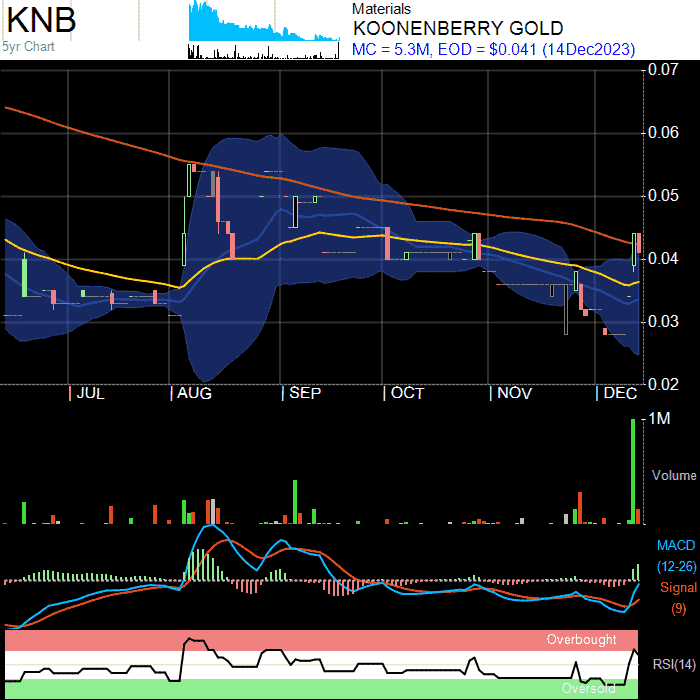 KNB
5yr Chart
Materials
KOONENBERRY GOLD
MC = 5.3M, EOD = $0.041 (14Dec2023)
0.07
0.06
0.05
0.04
0.03
0.02
JUL
AUG
SEP
OCT
NOV
DEC
1M
Volume
MACD
(12-26)
Signal
(9)
Overbought
RSI(14)
Oversold